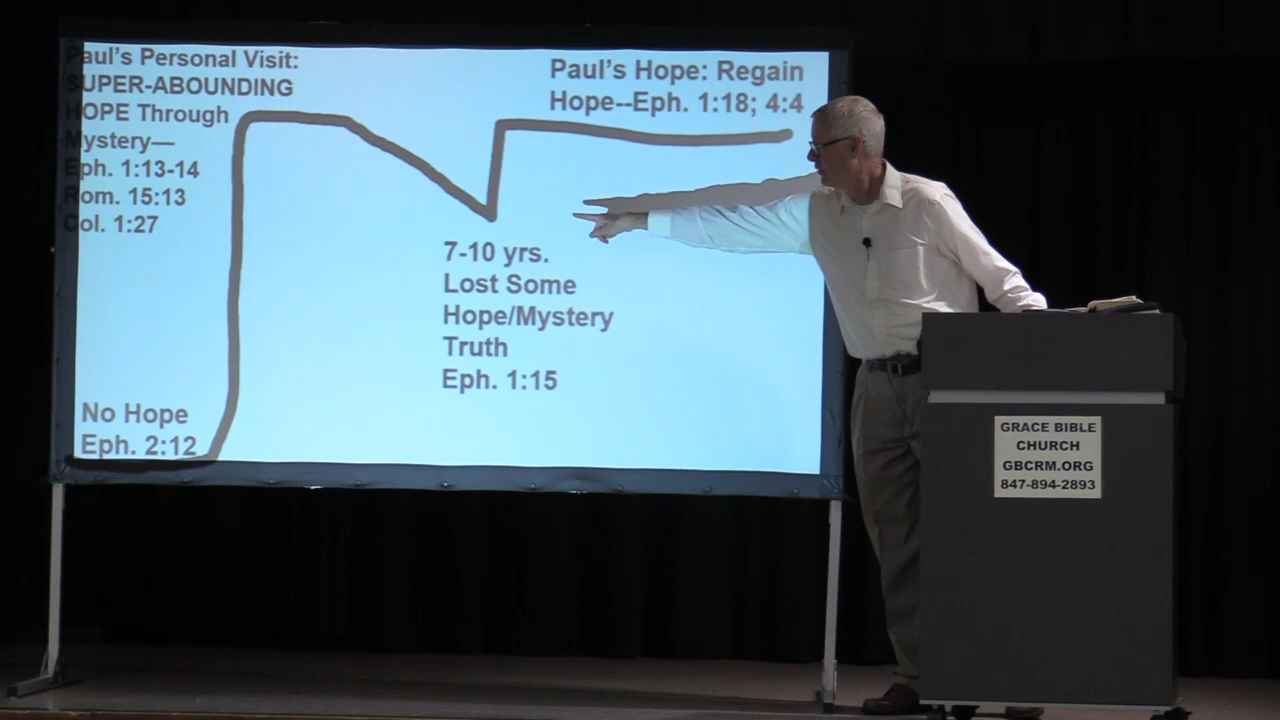 Paul's Personal Visit:
SUPER-ABOUNDING
HOPE Through
Mystery—
Eph. 1:13-14
Rom. 15:13
Col. 1:27
Paul's Hope: Regain
Hope--Eph. 1:18; 4:4
7-10 yrs.
Lost Some
Hope/Mystery
Truth
Eph. 1:15
No Hope
Eph. 2:12
GRACE BIBLE
CHURCH
GBCRM.ORG
847-894-2893